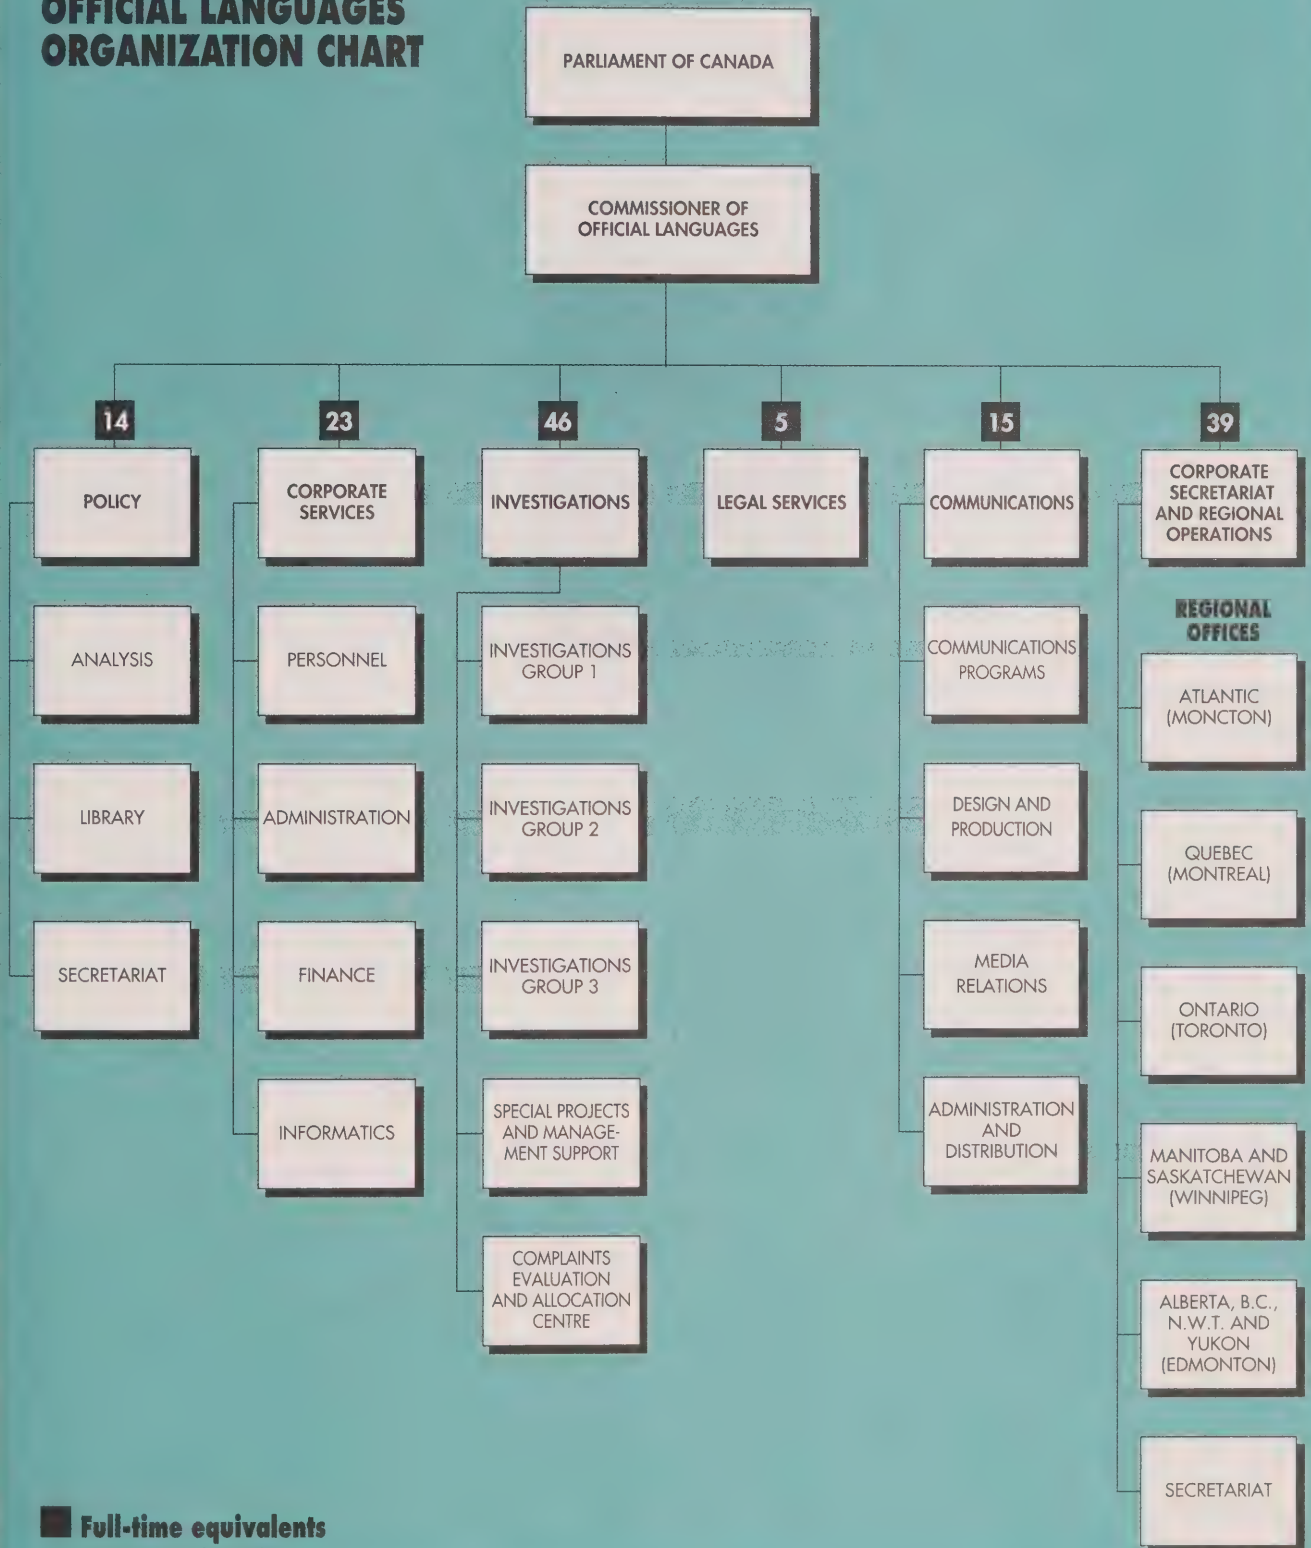 OFFICIAL LANGUAGES
ORGANIZATION CHART
PARLIAMENT OF CANADA
COMMISSIONER OF
OFFICIAL LANGUAGES
14
POLICY
ANALYSIS
LIBRARY
SECRETARIAT
23
CORPORATE
SERVICES
PERSONNEL
ADMINISTRATION
FINANCE
INFORMATICS
46
INVESTIGATIONS
INVESTIGATIONS
GROUP 1
INVESTIGATIONS
GROUP 2
INVESTIGATIONS
GROUP 3
SPECIAL PROJECTS
AND MANAGE-
MENT SUPPORT
COMPLAINTS
EVALUATION
AND ALLOCATION
CENTRE
5
LEGAL SERVICES
15
COMMUNICATIONS
COMMUNICATIONS
PROGRAMS
DESIGN AND
PRODUCTION
MEDIA
RELATIONS
ADMINISTRATION
AND
DISTRIBUTION
39
CORPORATE
SECRETARIAT
AND REGIONAL
OPERATIONS
REGIONAL
OFFICES
ATLANTIC
(MONCTON)
QUEBEC
(MONTREAL)
ONTARIO
(TORONTO)
MANITOBA AND
SASKATCHEWAN
(WINNIPEG)
ALBERTA, B.C.,
N.W.T. AND
YUKON
(EDMONTON)
SECRETARIAT
Full-time equivalents